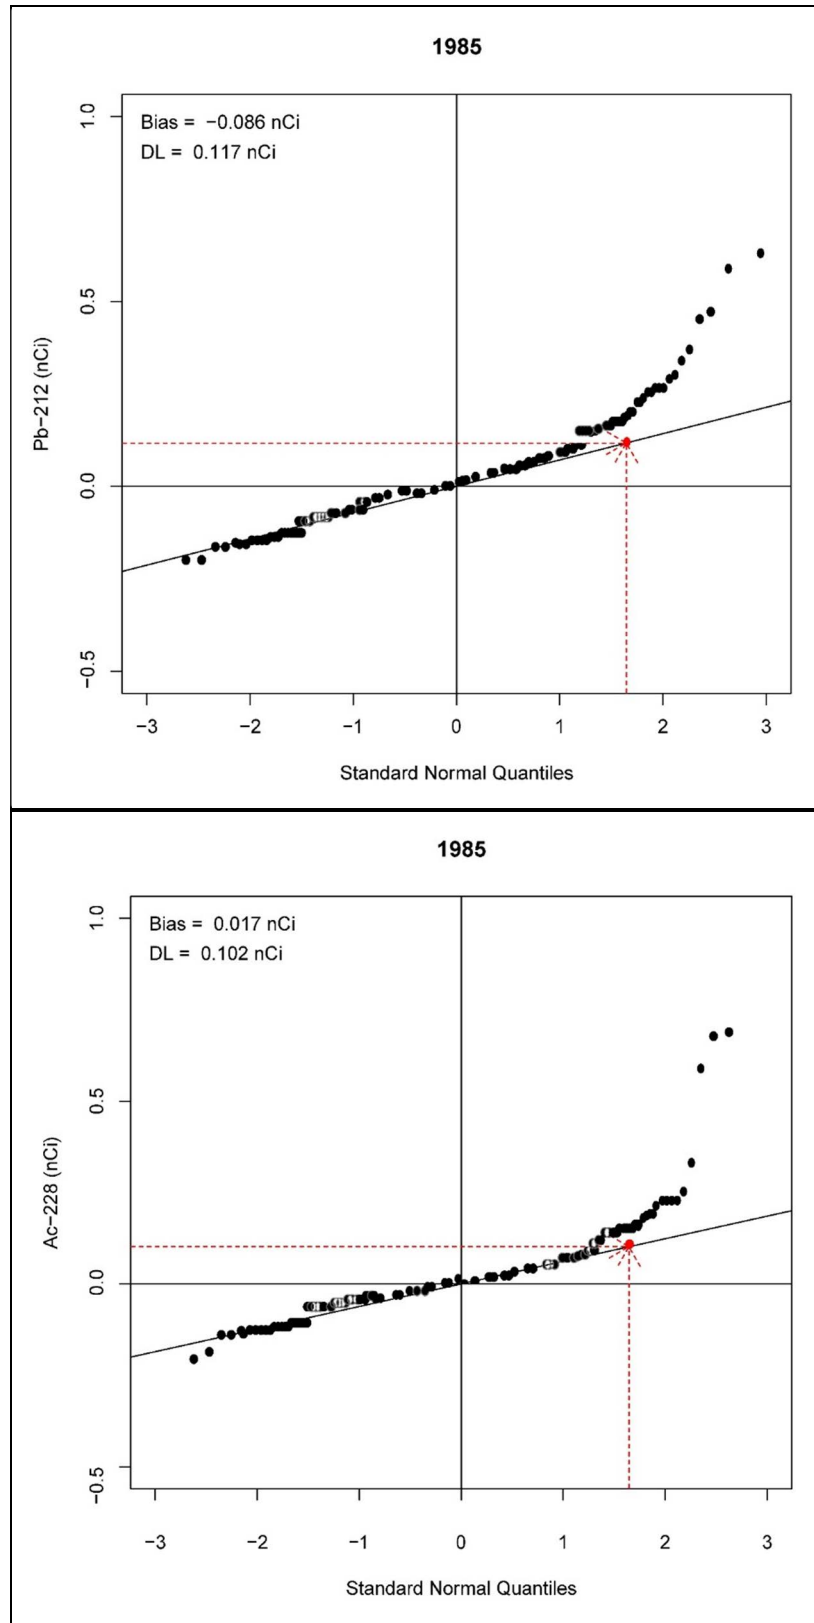 1985
Bias = −0.086 nCi
DL = 0.117 nCi
1.0
0.5
0.0
−0.5
Pb−212 (nCi)
−3 −2 −1 0 1 2 3
Standard Normal Quantiles
1985
Bias = 0.017 nCi
DL = 0.102 nCi
1.0
0.5
0.0
−0.5
Ac−228 (nCi)
−3 −2 −1 0 1 2 3
Standard Normal Quantiles